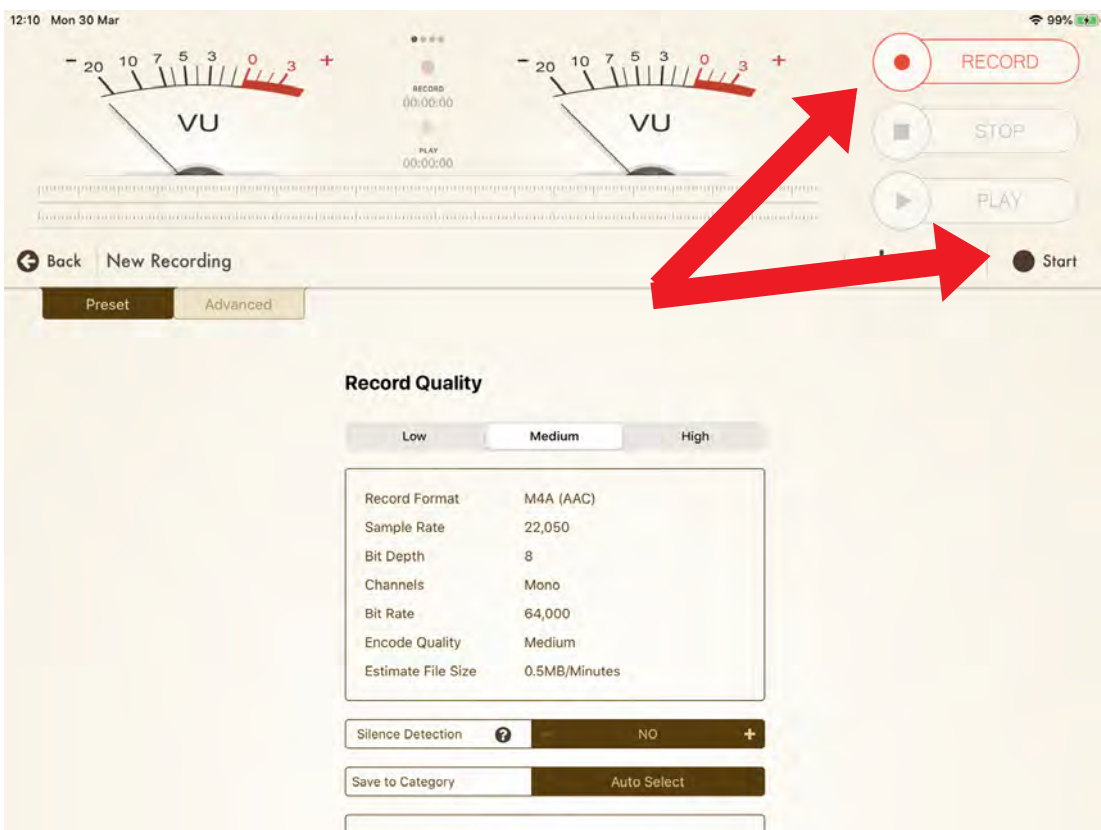 12:10 Mon 30 Mar 99%
- 20 10 7 5 3 0 3 + - 20 10 7 5 3 0 3 +
RECORD
RECORD
00:00:00
VU VU
STOP
PLAY
00:00:00
PLAY
Back New Recording Start
Preset Advanced
Record Quality
Low Medium High
Record Format M4A (AAC)
Sample Rate 22,050
Bit Depth 8
Channels Mono
Bit Rate 64,000
Encode Quality Medium
Estimate File Size 0.5MB/Minutes
Silence Detection ? - NO +
Save to Category Auto Select